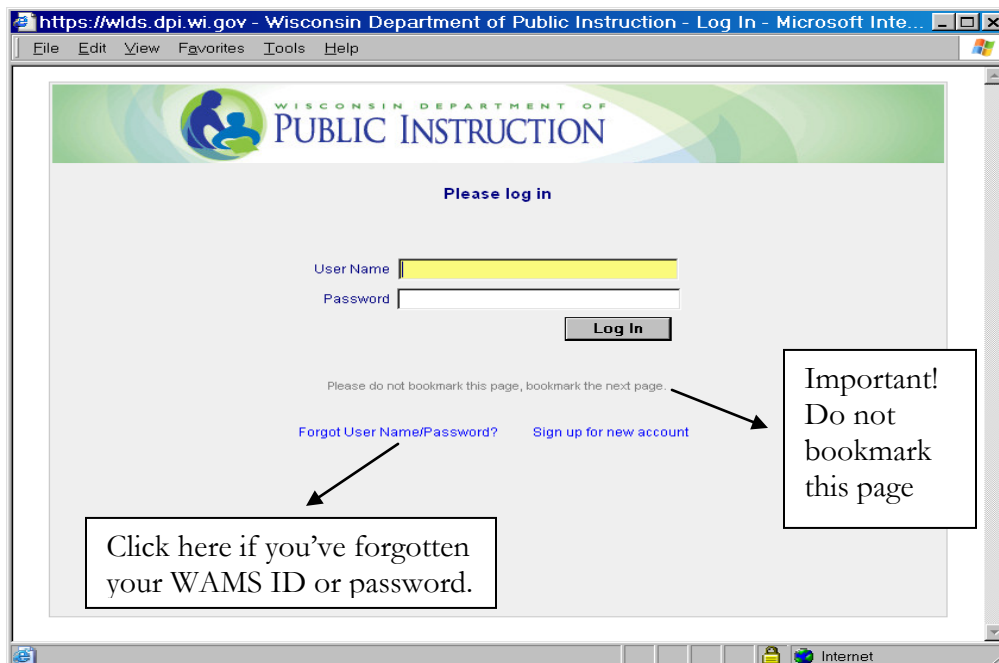 https://wlds.dpi.wi.gov - Wisconsin Department of Public Instruction - Log In - Microsoft Inte...
File Edit View Favorites Tools Help
WISCONSIN DEPARTMENT OF
PUBLIC INSTRUCTION
Please log in
User Name
Password
Log In
Please do not bookmark this page, bookmark the next page.
Forgot User Name/Password? Sign up for new account
Important!
Do not
bookmark
this page
Click here if you've forgotten
your WAMS ID or password.
Internet